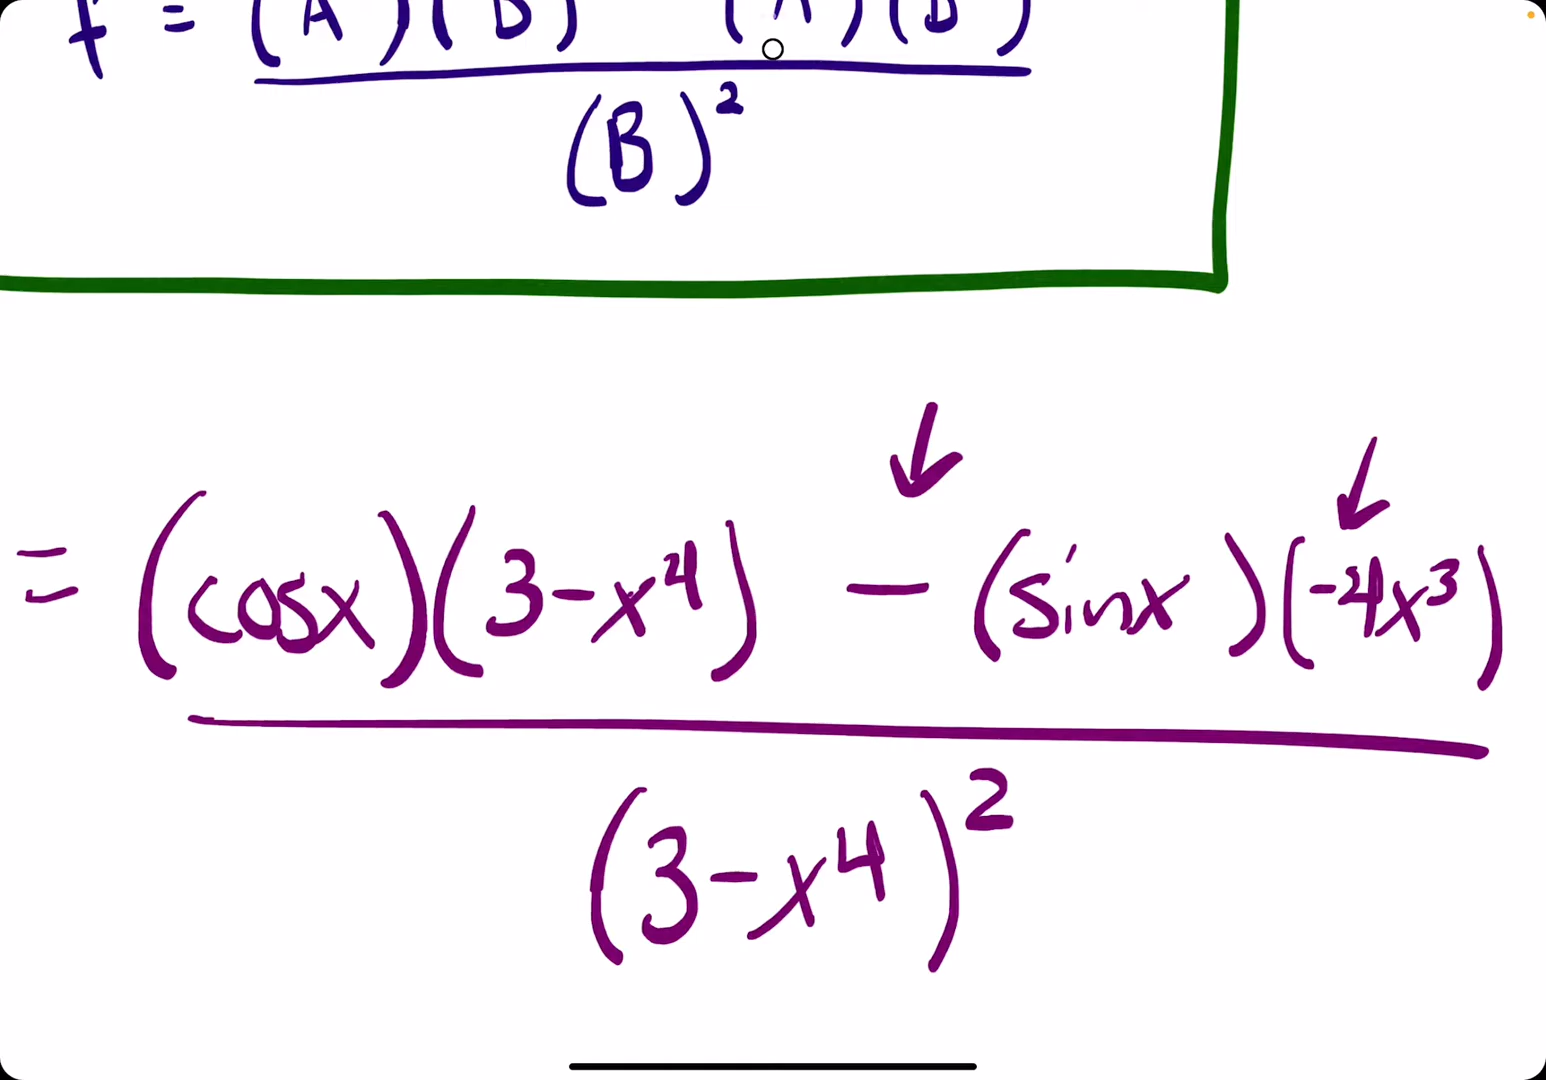 f = (A)(B) (A)(B)
(B)²
= (cosx)(3-x⁴) - (sinx)(-4x³)
(3-x⁴)²